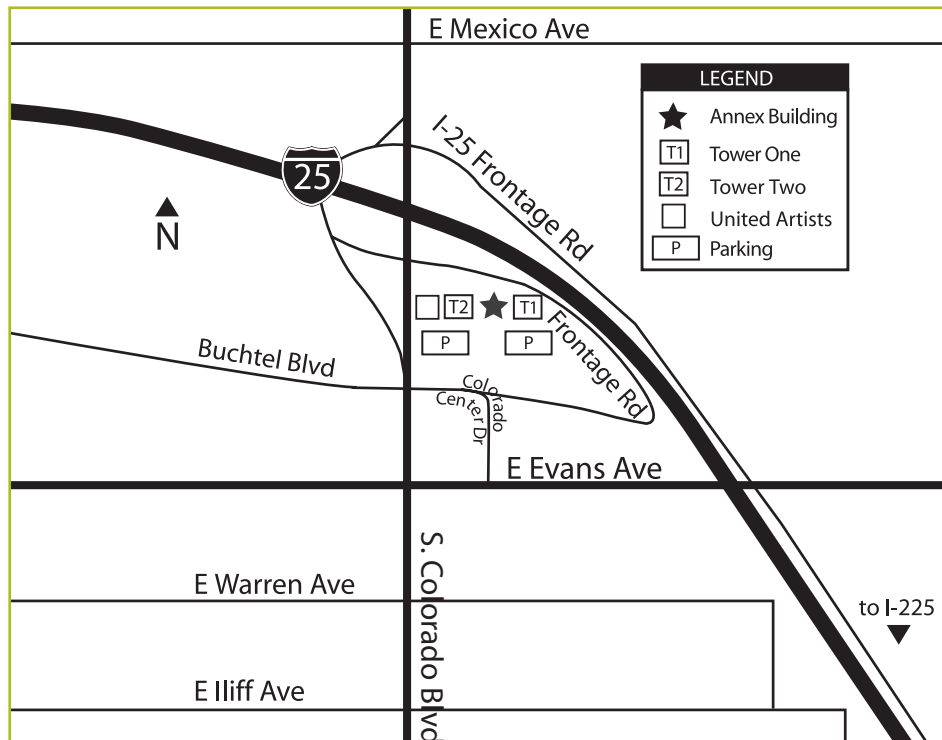 E Mexico Ave
LEGEND
Annex Building
T1 Tower One
T2 Tower Two
United Artists
P Parking
I-25 Frontage Rd
25
N
T2 T1
P P
Frontage Rd
Buchtel Blvd
Colorado
Center Dr
E Evans Ave
S. Colorado Blvd
E Warren Ave
to I-225
E Iliff Ave